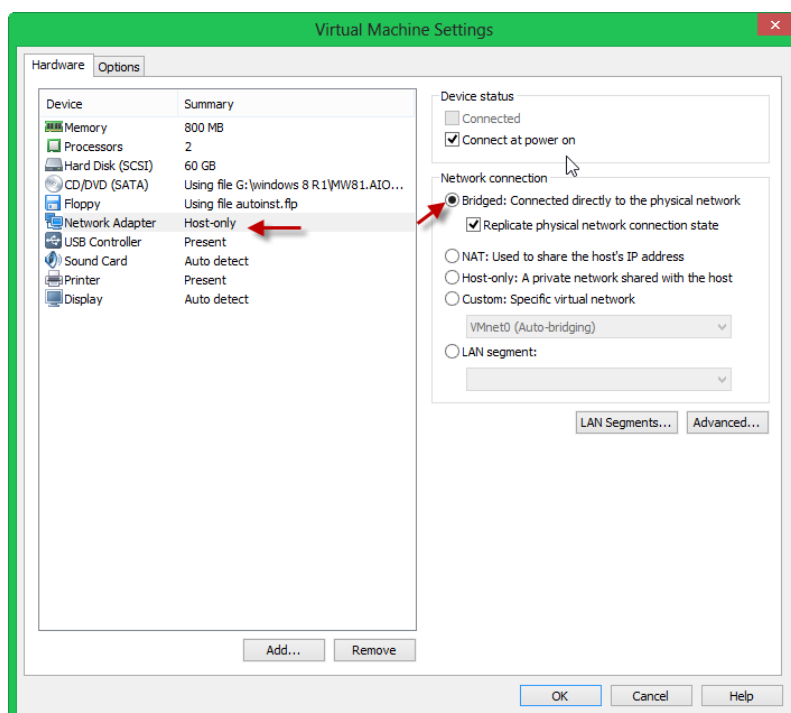 Virtual Machine Settings
Hardware Options
Device Summary
Memory 800 MB
Processors 2
Hard Disk (SCSI) 60 GB
CD/DVD (SATA) Using file G:\windows 8 R1\MW81.AIO...
Floppy Using file autoinst.flp
Network Adapter Host-only
USB Controller Present
Sound Card Auto detect
Printer Present
Display Auto detect
Add... Remove
Device status
Connected
Connect at power on
Network connection
Bridged: Connected directly to the physical network
Replicate physical network connection state
NAT: Used to share the host's IP address
Host-only: A private network shared with the host
Custom: Specific virtual network
VMnet0 (Auto-bridging)
LAN segment:
LAN Segments... Advanced...
OK Cancel Help